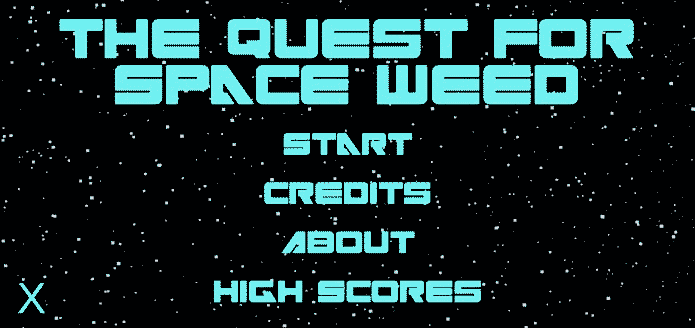 THE QUEST FOR
SPACE WEED
START
CREDITS
ABOUT
HIGH SCORES
X